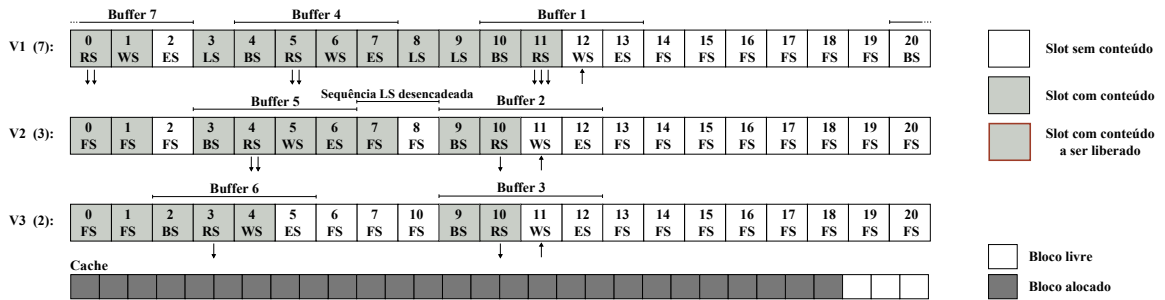 Buffer 7 Buffer 4 Buffer 1
V1 (7): 0 1 2 3 4 5 6 7 8 9 10 11 12 13 14 15 16 17 18 19 20
RS WS ES LS BS RS WS ES LS LS BS RS WS ES FS FS FS FS FS FS BS
Sequência LS desencadeada
Buffer 5 Buffer 2
V2 (3): 0 1 2 3 4 5 6 7 8 9 10 11 12 13 14 15 16 17 18 19 20
FS FS FS BS RS WS ES FS FS BS RS WS ES FS FS FS FS FS FS FS FS
Buffer 6 Buffer 3
V3 (2): 0 1 2 3 4 5 6 7 10 9 10 11 12 13 14 15 16 17 18 19 20
FS FS BS RS WS ES FS FS FS BS RS WS ES FS FS FS FS FS FS FS FS
Cache
Slot sem conteúdo
Slot com conteúdo
Slot com conteúdo
a ser liberado
Bloco livre
Bloco alocado